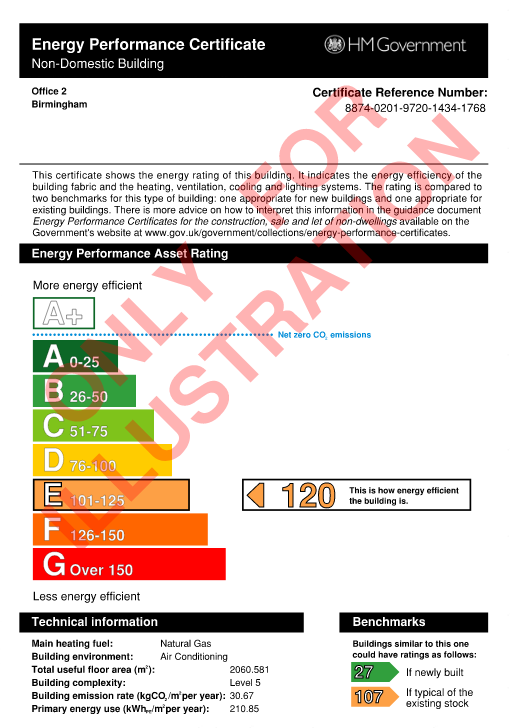 Energy Performance Certificate
HM Government
Non-Domestic Building
Office 2
Birmingham
Certificate Reference Number:
8874-0201-9720-1434-1768
This certificate shows the energy rating of this building. It indicates the energy efficiency of the
building fabric and the heating, ventilation, cooling and lighting systems. The rating is compared to
two benchmarks for this type of building: one appropriate for new buildings and one appropriate for
existing buildings. There is more advice on how to interpret this information in the guidance document
Energy Performance Certificates for the construction, sale and let of non-dwellings available on the
Government's website at www.gov.uk/government/collections/energy-performance-certificates.
Energy Performance Asset Rating
More energy efficient
A+
Net zero CO₂ emissions
A 0-25
B 26-50
C 51-75
D 76-100
E 101-125
120
This is how energy efficient
the building is.
F 126-150
G Over 150
Less energy efficient
ONLY FOR
ILLUSTRATION
Technical information
Main heating fuel: Natural Gas
Building environment: Air Conditioning
Total useful floor area (m²): 2060.581
Building complexity: Level 5
Building emission rate (kgCO₂/m²per year): 30.67
Primary energy use (kWh/m²per year): 210.85
Benchmarks
Buildings similar to this one
could have ratings as follows:
27 If newly built
107 If typical of the
existing stock